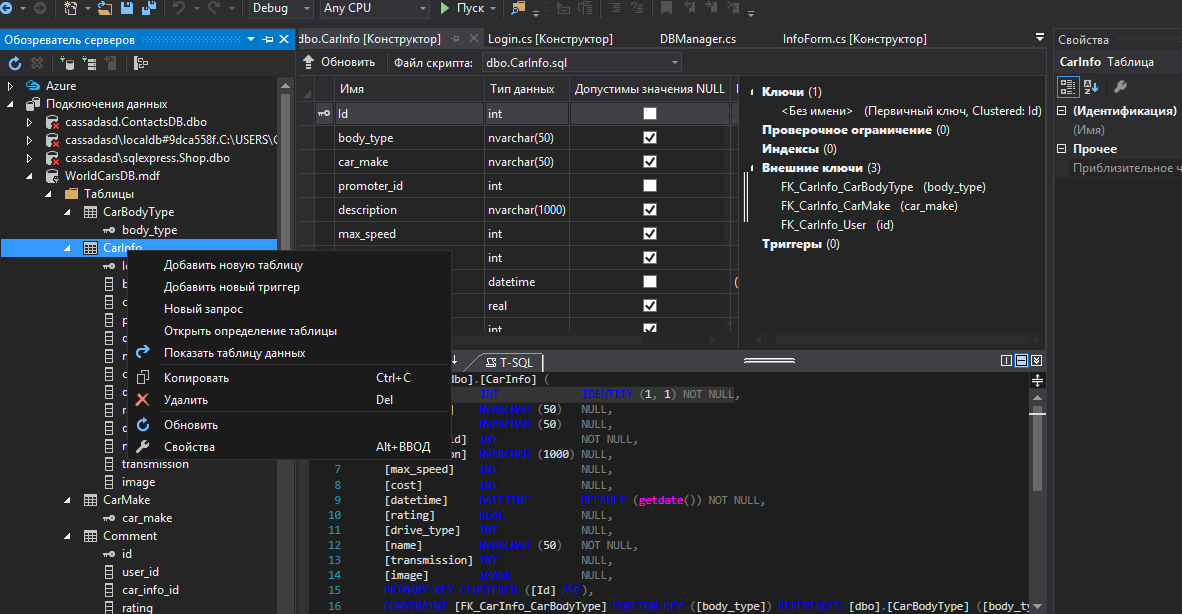 Debug Any CPU Пуск
Обозреватель серверов
Azure
Подключения данных
cassadasd.ContactsDB.dbo
cassadasd\localdb#9dca558f.C:\USERS\
cassadasd\sqlexpress.Shop.dbo
WorldCarsDB.mdf
Таблицы
CarBodyType
body_type
CarInfo
transmission
image
CarMake
car_make
Comment
id
user_id
car_info_id
rating
Добавить новую таблицу
Добавить новый триггер
Новый запрос
Открыть определение таблицы
Показать таблицу данных
Копировать Ctrl+C
Удалить Del
Обновить
Свойства Alt+ВВОД
dbo.CarInfo [Конструктор] Login.cs [Конструктор] DBManager.cs InfoForm.cs [Конструктор]
Обновить Файл скрипта: dbo.CarInfo.sql
Имя Тип данных Допустимы значения NULL
Id int
body_type nvarchar(50)
car_make nvarchar(50)
promoter_id int
description nvarchar(1000)
max_speed int
int
datetime
real
int
Ключи (1)
<Без имени> (Первичный ключ, Clustered: Id)
Проверочное ограничение (0)
Индексы (0)
Внешние ключи (3)
FK_CarInfo_CarBodyType (body_type)
FK_CarInfo_CarMake (car_make)
FK_CarInfo_User (id)
Триггеры (0)
T-SQL
dbo].[CarInfo] (
INT IDENTITY (1, 1) NOT NULL,
] NVARCHAR (50) NULL,
NVARCHAR (50) NULL,
id] INT NOT NULL,
on] NVARCHAR (1000) NULL,
7 [max_speed] INT NULL,
8 [cost] INT NULL,
9 [datetime] DATETIME DEFAULT (getdate()) NOT NULL,
10 [rating] REAL NULL,
11 [drive_type] INT NULL,
12 [name] NVARCHAR (50) NOT NULL,
13 [transmission] INT NULL,
14 [image] IMAGE NULL,
15 PRIMARY KEY CLUSTERED ([Id] ASC),
16 CONSTRAINT [FK_CarInfo_CarBodyType] FOREIGN KEY ([body_type]) REFERENCES [dbo].[CarBodyType] ([body_ty
Свойства
CarInfo Таблица
(Идентификация)
(Имя)
Прочее
Приблизительное ч